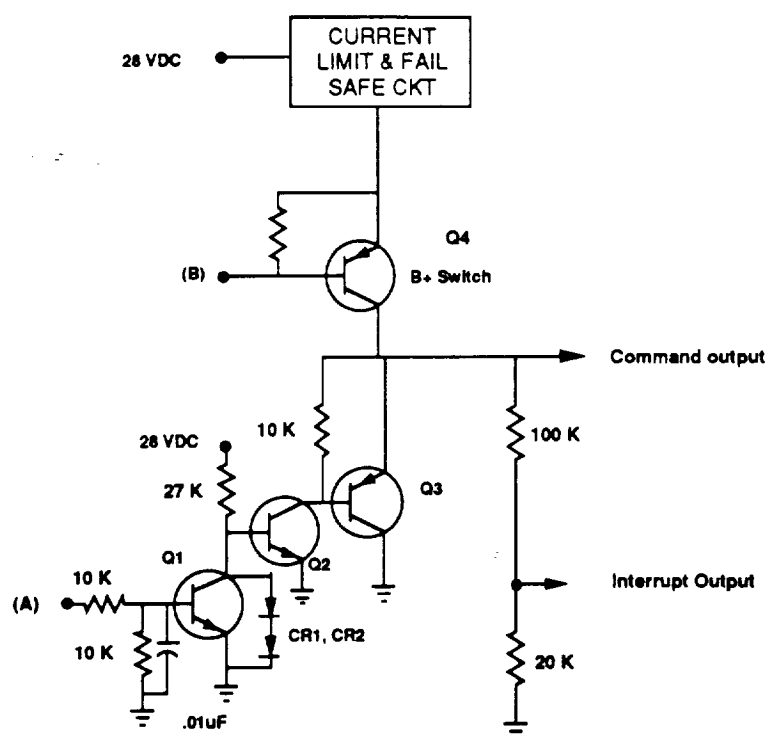 CURRENT
LIMIT & FAIL
SAFE CKT
28 VDC
Q4
(B)
B+ Switch
Command output
10 K
100 K
28 VDC
27 K
Q3
Q1
Q2
Interrupt Output
10 K
(A)
CR1, CR2
10 K
20 K
.01uF